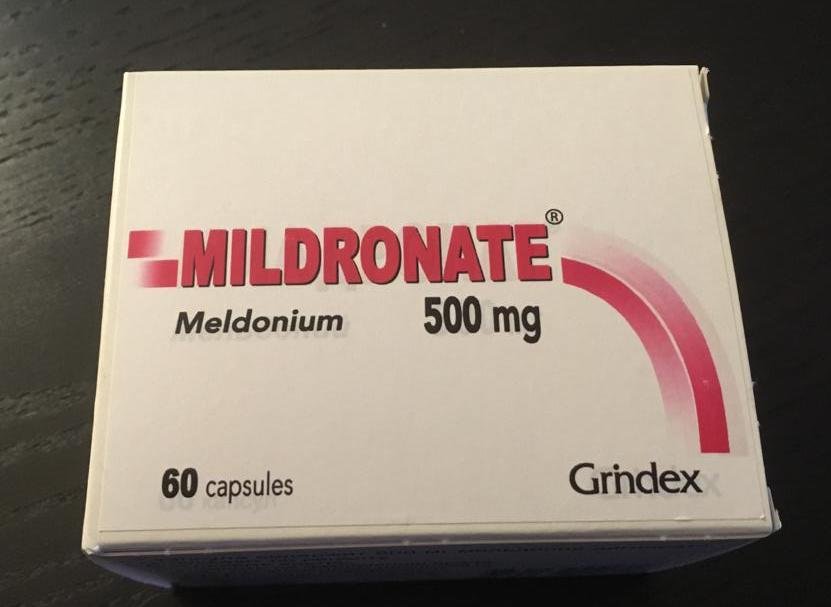 MILDRONATE®
Meldonium 500 mg
60 capsules
Grindex